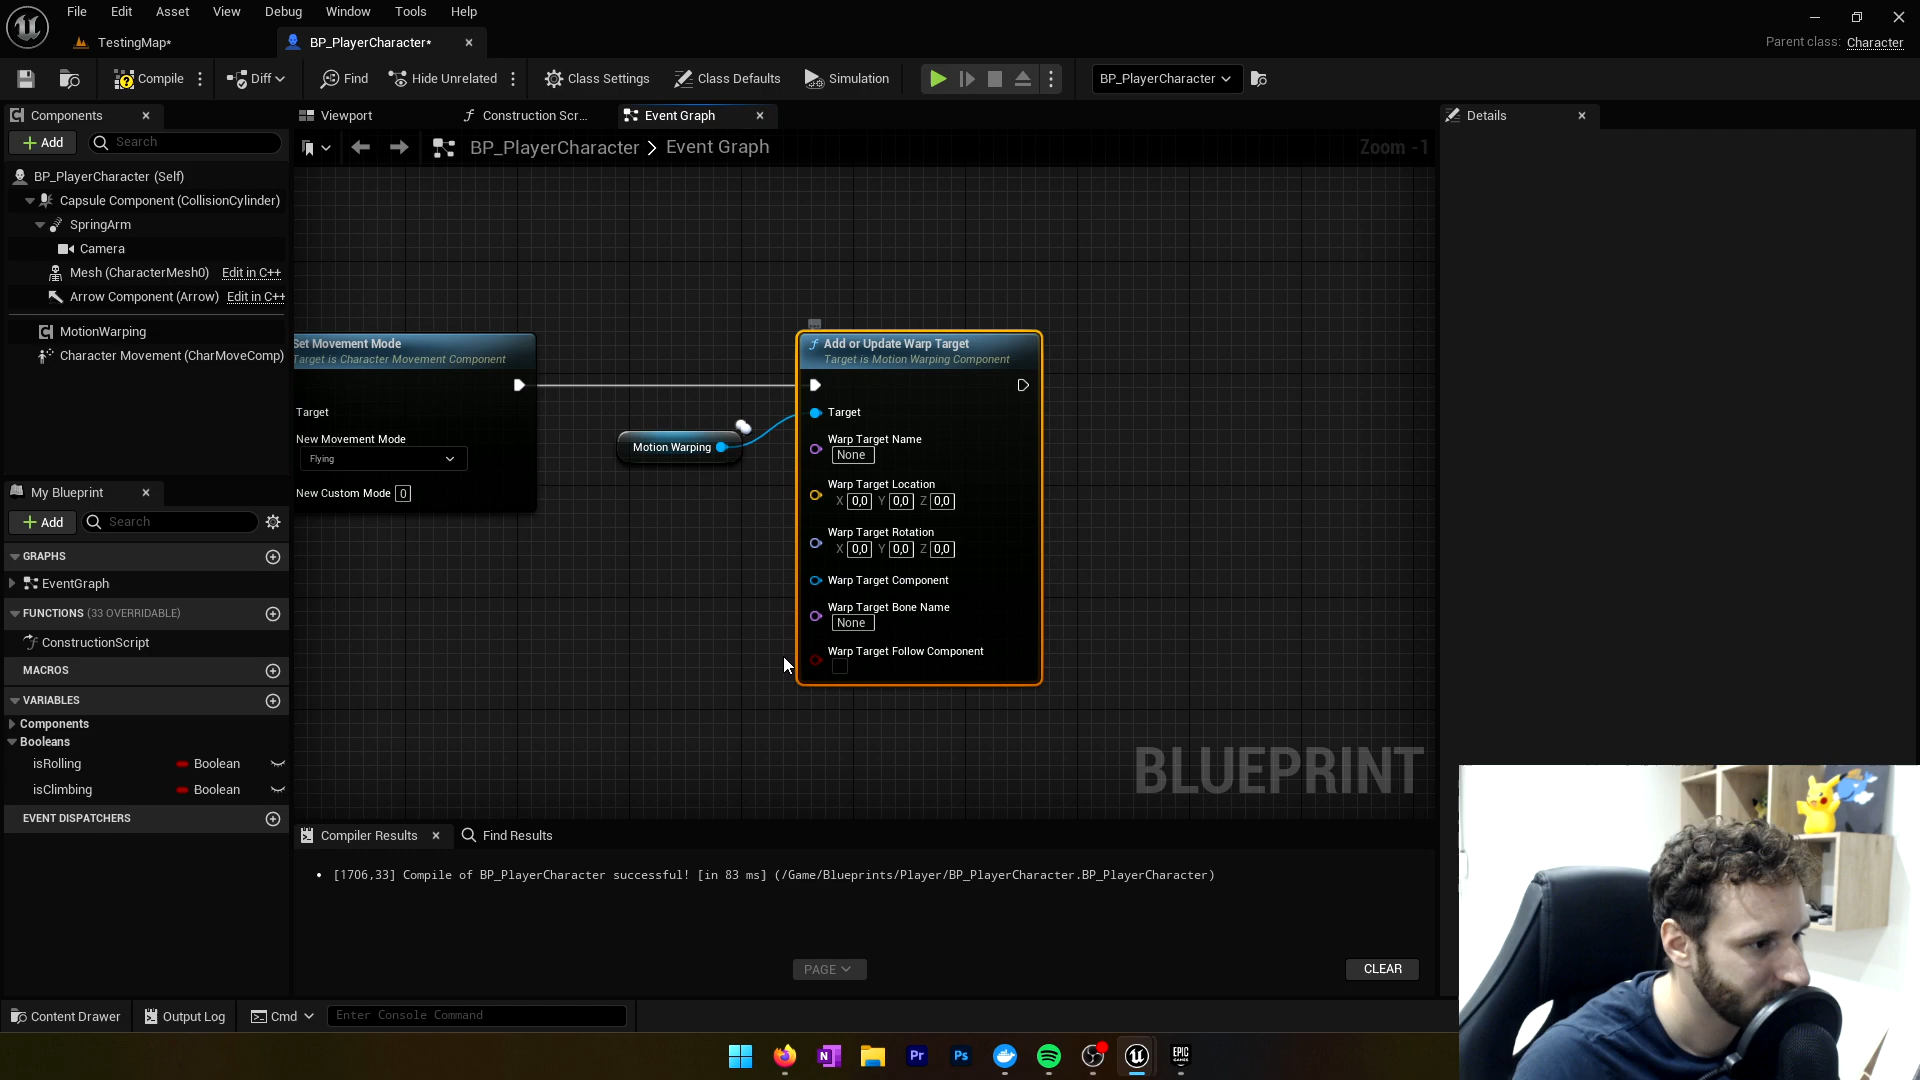 File Edit Asset View Debug Window Tools Help
TestingMap*
BP_PlayerCharacter*
Parent class: Character
Compile
Diff
Find
Hide Unrelated
Class Settings
Class Defaults
Simulation
BP_PlayerCharacter
Components
Add
Search
BP_PlayerCharacter (Self)
Capsule Component (CollisionCylinder)
SpringArm
Camera
Mesh (CharacterMesh0) Edit in C++
Arrow Component (Arrow) Edit in C++
MotionWarping
Character Movement (CharMoveComp)
My Blueprint
Add
Search
GRAPHS
EventGraph
FUNCTIONS (33 OVERRIDABLE)
ConstructionScript
MACROS
VARIABLES
Components
Booleans
isRolling Boolean
isClimbing Boolean
EVENT DISPATCHERS
Viewport
Construction Scr...
Event Graph
BP_PlayerCharacter > Event Graph
Zoom -1
Set Movement Mode
Target is Character Movement Component
Target
New Movement Mode
Flying
New Custom Mode 0
Motion Warping
Add or Update Warp Target
Target is Motion Warping Component
Target
Warp Target Name
None
Warp Target Location
X 0,0 Y 0,0 Z 0,0
Warp Target Rotation
X 0,0 Y 0,0 Z 0,0
Warp Target Component
Warp Target Bone Name
None
Warp Target Follow Component
BLUEPRINT
Details
Compiler Results
Find Results
[1706,33] Compile of BP_PlayerCharacter successful! [in 83 ms] (/Game/Blueprints/Player/BP_PlayerCharacter.BP_PlayerCharacter)
PAGE
CLEAR
Content Drawer
Output Log
Cmd
Enter Console Command
N
Pr
Ps
EPIC
GAMES